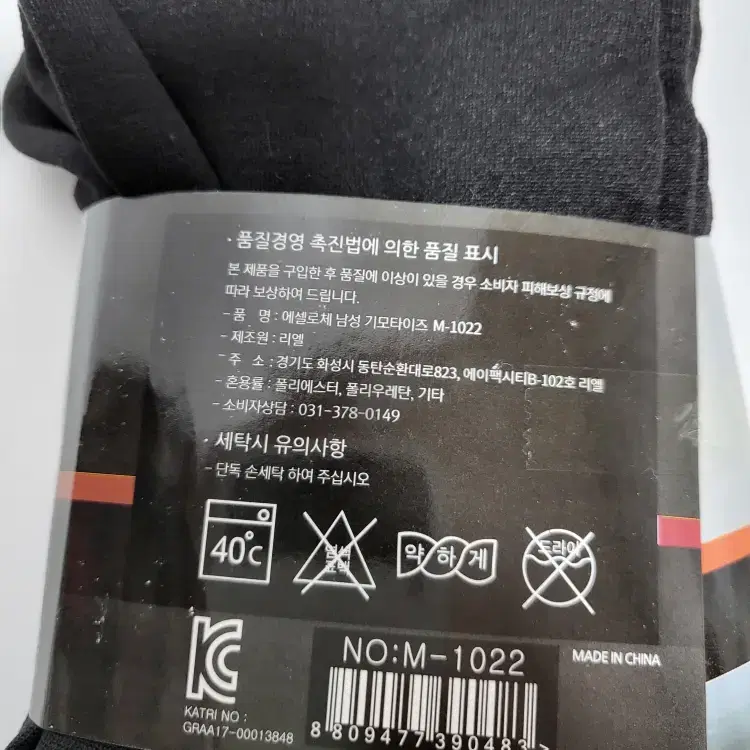 · 품질경영 촉진법에 의한 품질 표시
본 제품을 구입한 후 품질에 이상이 있을 경우 소비자 피해보상 규정에
따라 보상하여 드립니다.
- 품 명 : 에셀로체 남성 기모타이즈 M-1022
- 제조원 : 리엘
- 주 소 : 경기도 화성시 동탄순환대로823, 에이팩시티B-102호 리엘
- 혼용률 : 폴리에스터, 폴리우레탄, 기타
- 소비자상담 : 031-378-0149
· 세탁시 유의사항
- 단독 손세탁 하여 주십시오
40℃
염소 표백
약하게
드라이
NO:M-1022
MADE IN CHINA
KATRI NO :
GRAA17-00013848
8 809477 390483